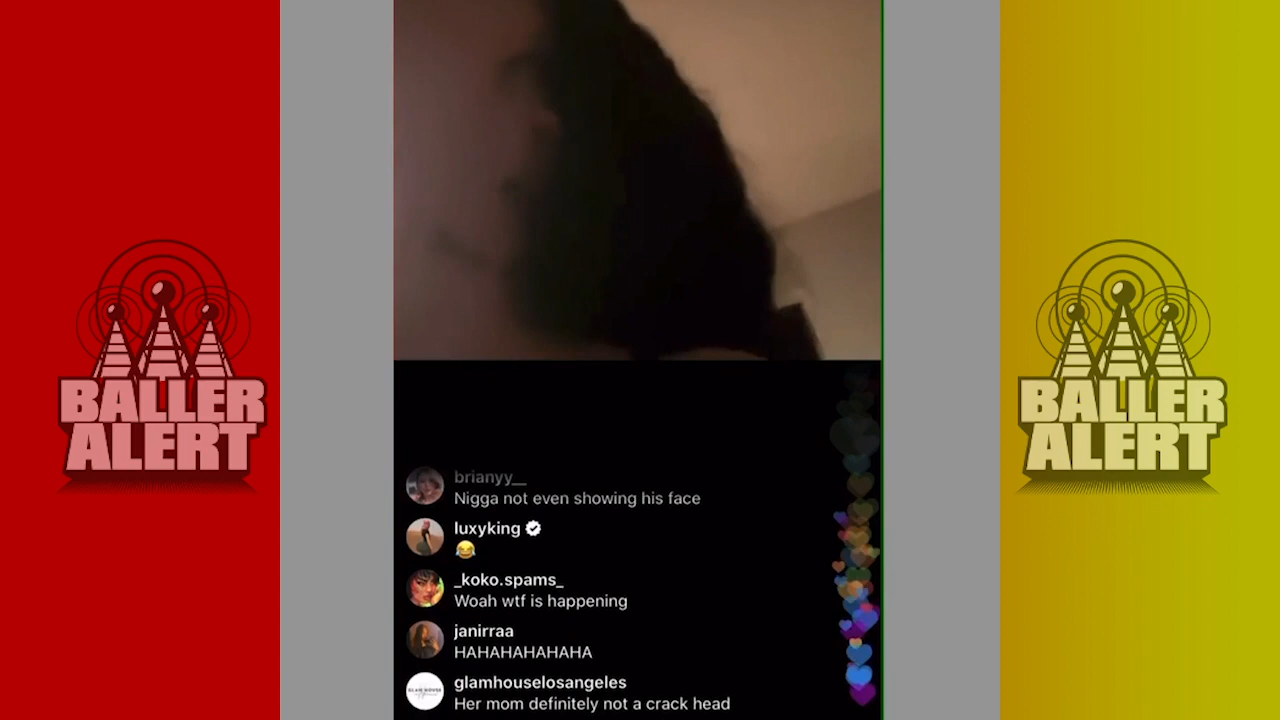 BALLER
ALERT
brianyy__
Nigga not even showing his face
luxyking
😂
_koko.spams_
Woah wtf is happening
janirraa
HAHAHAHAHAHA
glamhouselosangeles
Her mom definitely not a crack head
BALLER
ALERT